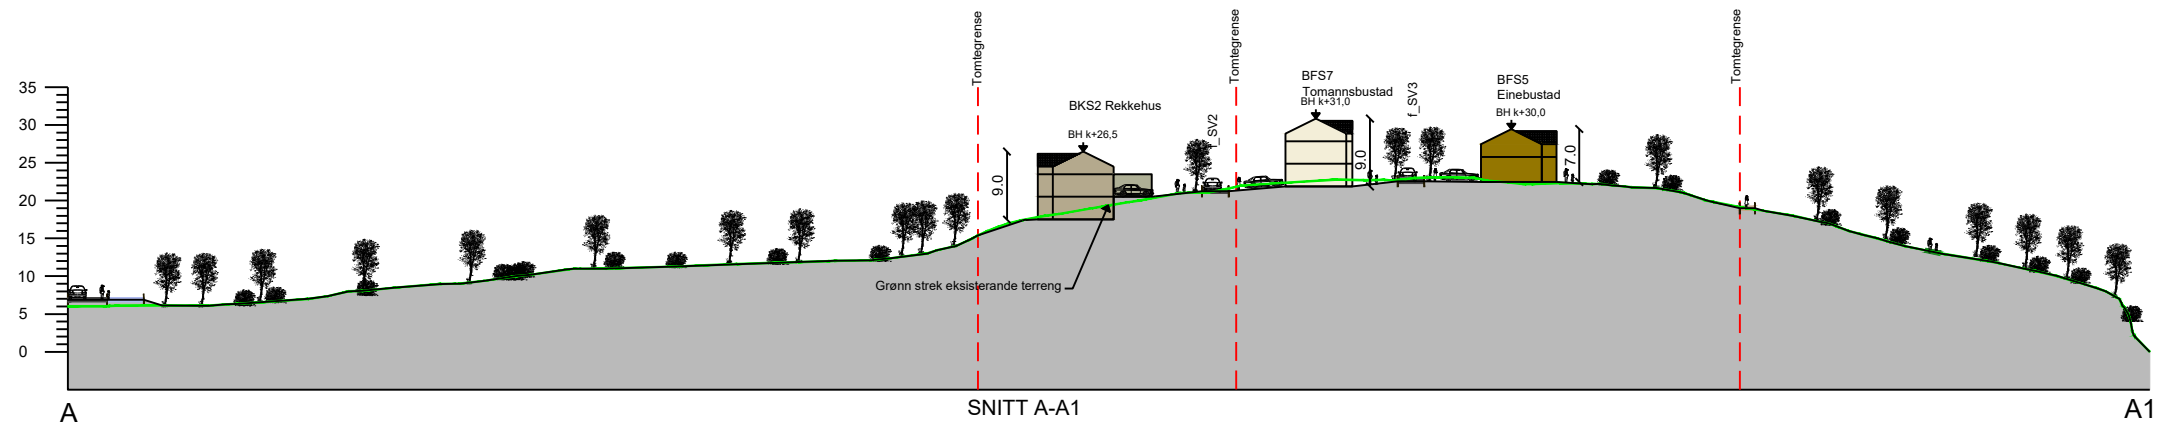 Tomtegrense
Tomtegrense
Tomtegrense
35
30
25
20
15
10
5
0
BKS2 Rekkehus
BH k+26,5
9.0
f_SV2
BFS7
Tomannsbustad
BH k+31,0
9.0
f_SV3
BFS5
Einebustad
BH k+30,0
7.0
Grønn strek eksisterande terreng
A
SNITT A-A1
A1